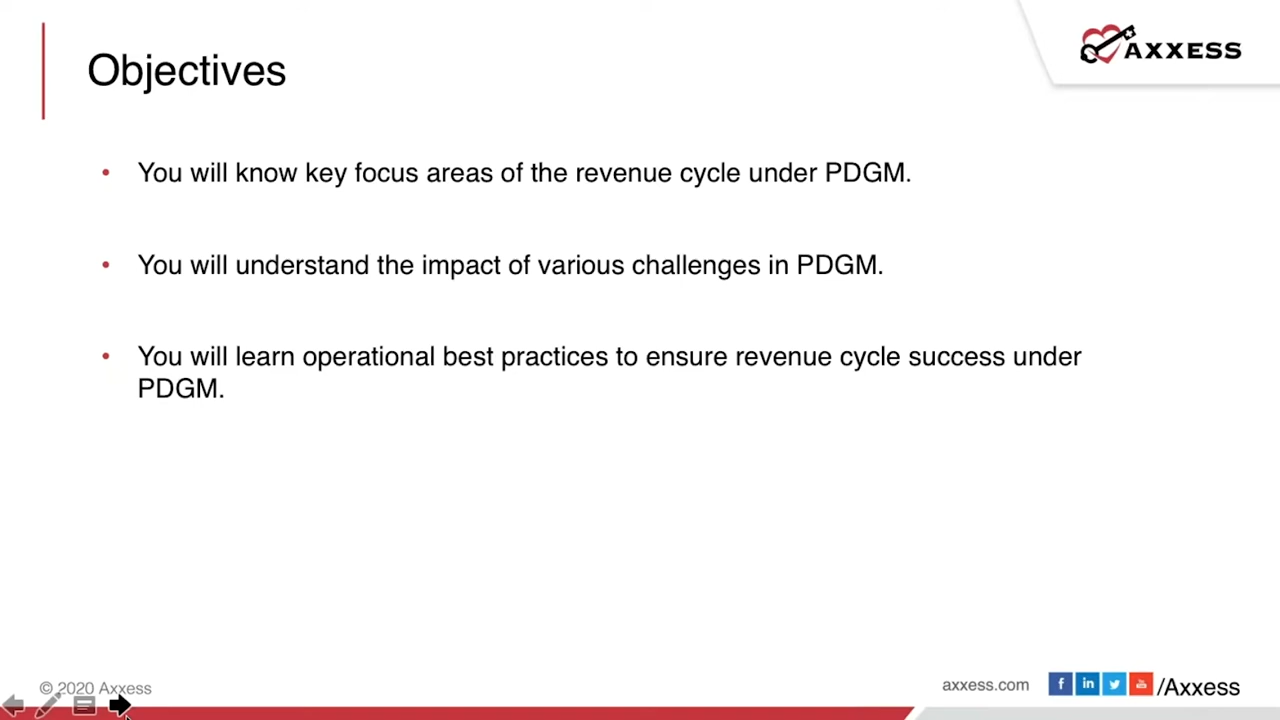 Objectives
AXXESS
• You will know key focus areas of the revenue cycle under PDGM.
• You will understand the impact of various challenges in PDGM.
• You will learn operational best practices to ensure revenue cycle success under
PDGM.
© 2020 Axxess
axxess.com f in /Axxess